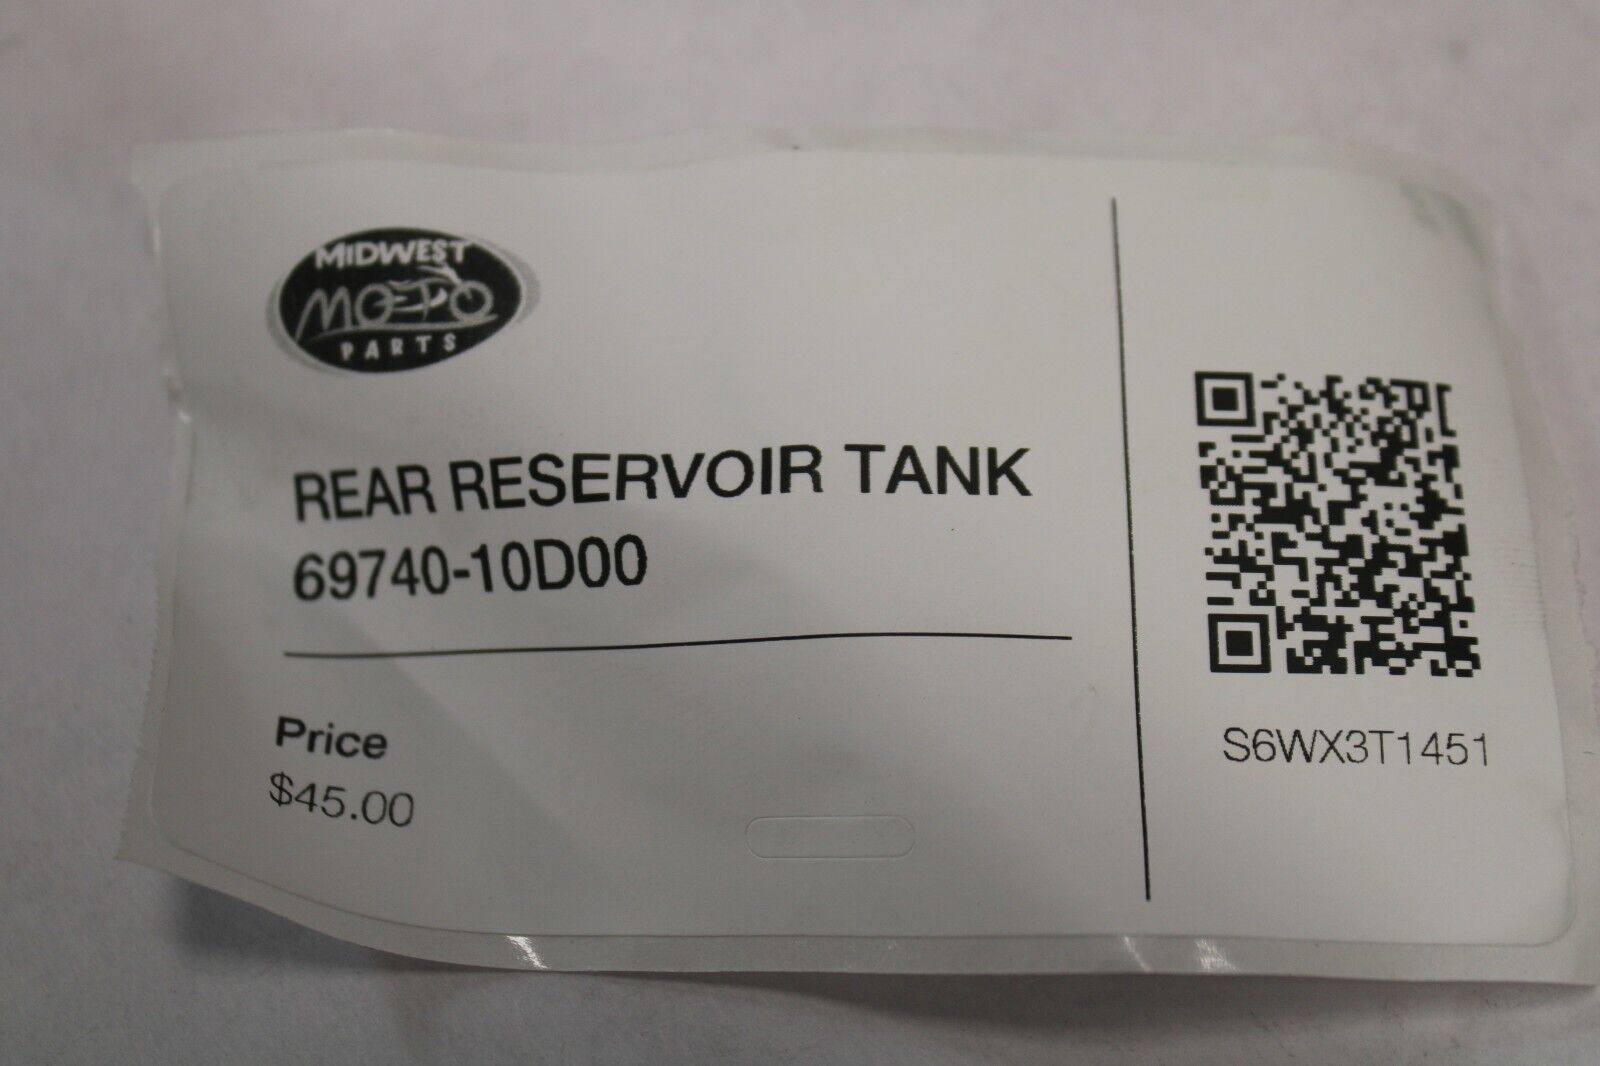 MIDWEST
MOTO
PARTS
REAR RESERVOIR TANK
69740-10D00
Price
$45.00
S6WX3T1451